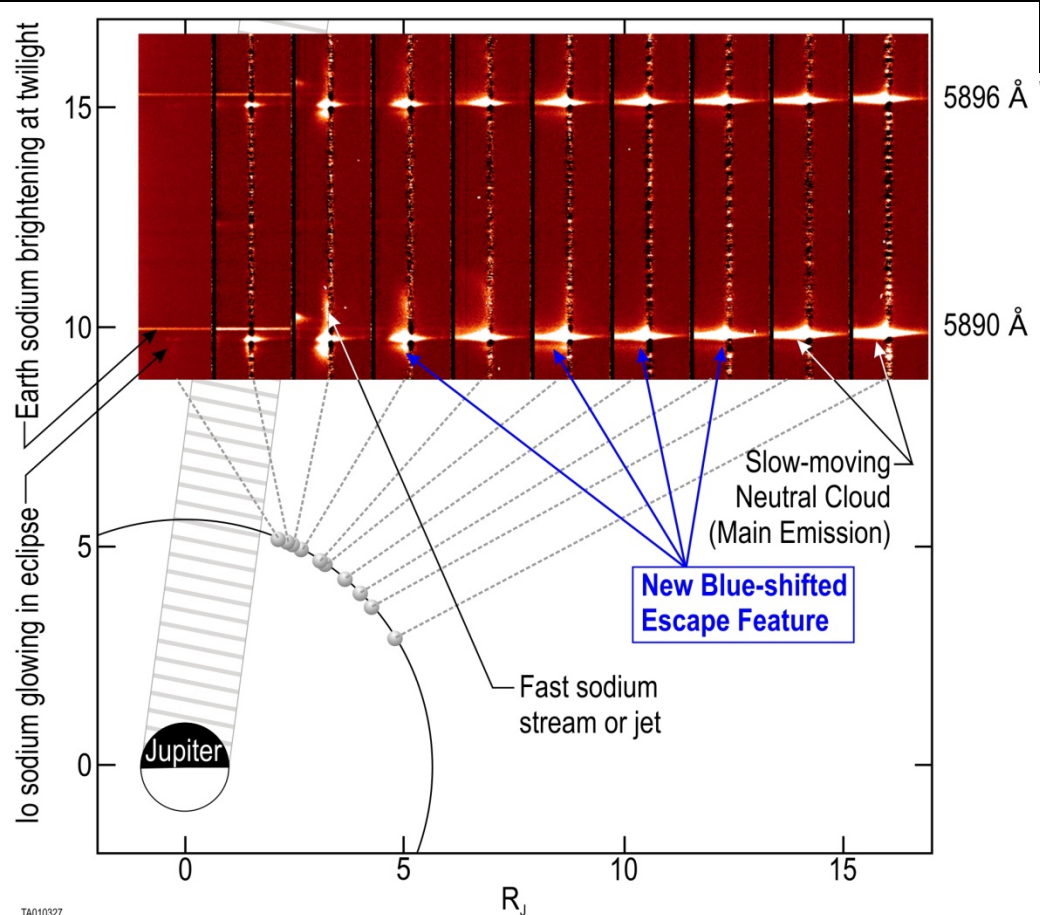 Earth sodium brightening at twilight
Io sodium glowing in eclipse
15
10
5
0
5896 Å
5890 Å
Slow-moving
Neutral Cloud
(Main Emission)
New Blue-shifted
Escape Feature
Fast sodium
stream or jet
Jupiter
0
5
10
15
RJ
TA010327